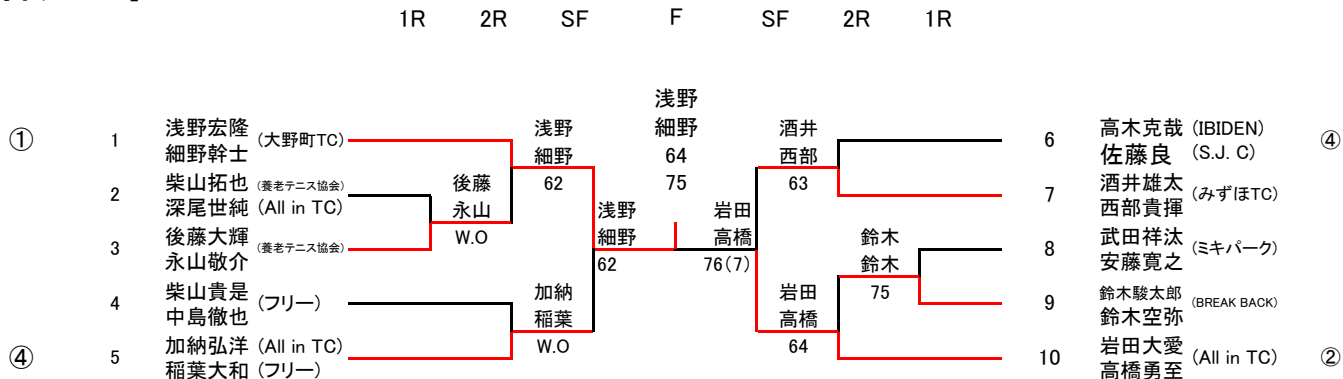 1R 2R SF F SF 2R 1R
① 1 浅野宏隆 (大野町TC)
細野幹士
2 柴山拓也 (養老テニス協会)
深尾世純 (All in TC)
3 後藤大輝 (養老テニス協会)
永山敬介
4 柴山貴是 (フリー)
中島徹也
④ 5 加納弘洋 (All in TC)
稲葉大和 (フリー)
後藤
永山
W.O
浅野
細野
62
加納
稲葉
W.O
浅野
細野
62
浅野
細野
64
75
岩田
高橋
76(7)
酒井
西部
63
岩田
高橋
64
鈴木
鈴木
75
6 高木克哉 (IBIDEN) ④
佐藤良 (S.J. C)
7 酒井雄太 (みずほTC)
西部貴揮
8 武田祥汰 (ミキパーク)
安藤寛之
9 鈴木駿太郎 (BREAK BACK)
鈴木空弥
10 岩田大愛 (All in TC) ②
高橋勇至